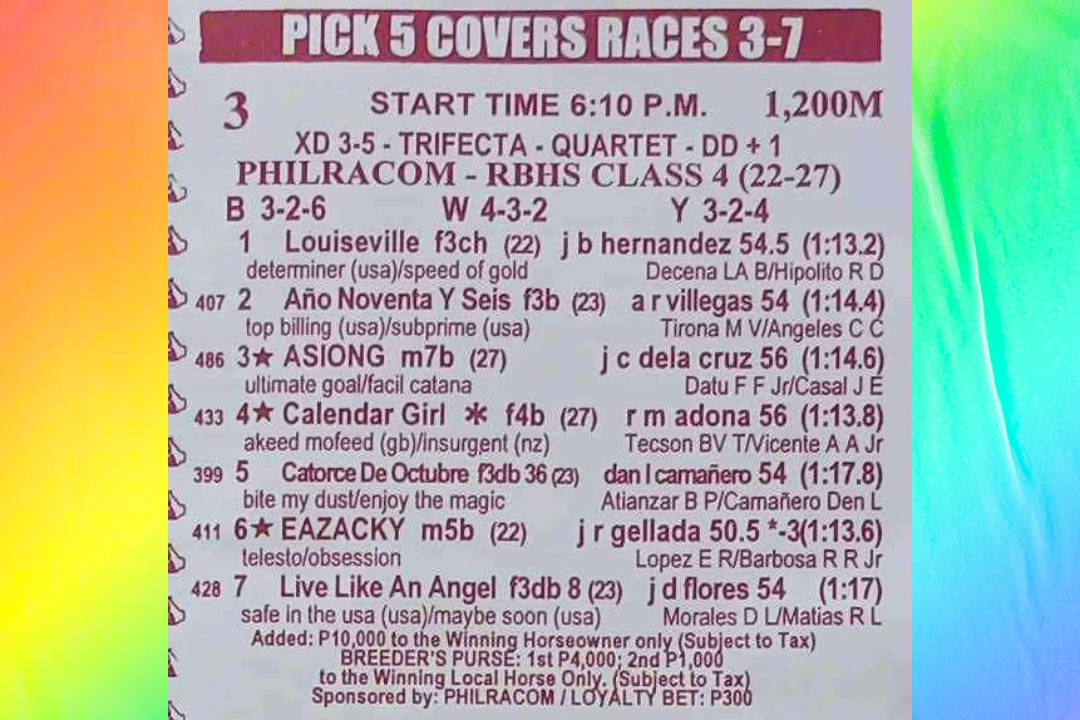 PICK 5 COVERS RACES 3-7
3 START TIME 6:10 P.M. 1,200M
XD 3-5 - TRIFECTA - QUARTET - DD + 1
PHILRACOM - RBHS CLASS 4 (22-27)
B 3-2-6 W 4-3-2 Y 3-2-4
1 Louiseville f3ch (22) j b hernandez 54.5 (1:13.2)
determiner (usa)/speed of gold Decena LA B/Hipolito R D
407 2 Año Noventa Y Seis f3b (23) a r villegas 54 (1:14.4)
top billing (usa)/subprime (usa) Tirona M V/Angeles C C
486 3★ ASIONG m7b (27) j c dela cruz 56 (1:14.6)
ultimate goal/facil catana Datu F F Jr/Casal J E
433 4★ Calendar Girl * f4b (27) r m adona 56 (1:13.8)
akeed mofeed (gb)/insurgent (nz) Tecson BV T/Vicente A A Jr
399 5 Catorce De Octubre f3db 36 (23) dan l camañero 54 (1:17.8)
bite my dust/enjoy the magic Atianzar B P/Camañero Den L
411 6★ EAZACKY m5b (22) j r gellada 50.5 *-3(1:13.6)
telesto/obsession Lopez E R/Barbosa R R Jr
428 7 Live Like An Angel f3db 8 (23) j d flores 54 (1:17)
safe in the usa (usa)/maybe soon (usa) Morales D L/Matias R L
Added: P10,000 to the Winning Horseowner only (Subject to Tax)
BREEDER'S PURSE: 1st P4,000; 2nd P1,000
to the Winning Local Horse Only. (Subject to Tax)
Sponsored by: PHILRACOM / LOYALTY BET: P300